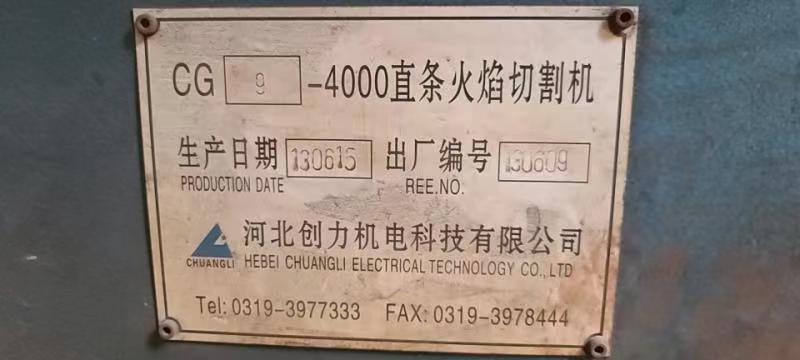 CG 9 -4000直条火焰切割机
生产日期 130615 出厂编号 130609
PRODUCTION DATE REE.NO.
河北创力机电科技有限公司
CHUANGLI HEBEI CHUANGLI ELECTRICAL TECHNOLOGY CO.,LTD
Tel:0319-3977333 FAX:0319-3978444